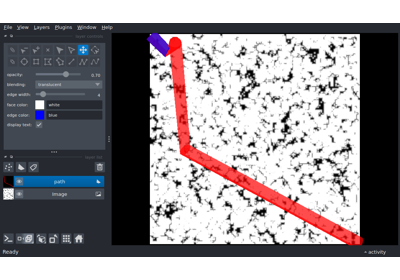 File View Layers Plugins Window Help
opacity: 0.70
blending: translucent
edge width:
face color: white
edge color: blue
display text:
path
Image
Ready activity